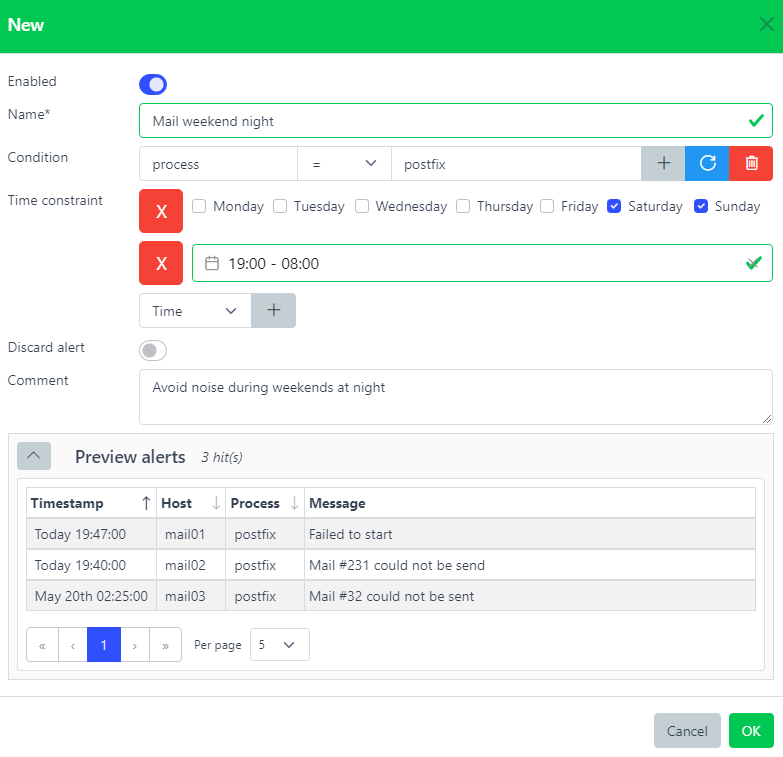 New
Enabled
Name*
Mail weekend night
Condition
process = postfix
Time constraint
X Monday Tuesday Wednesday Thursday Friday Saturday Sunday
X 19:00 - 08:00
Time
Discard alert
Comment
Avoid noise during weekends at night
Preview alerts 3 hit(s)
Timestamp Host Process Message
Today 19:47:00 mail01 postfix Failed to start
Today 19:40:00 mail02 postfix Mail #231 could not be send
May 20th 02:25:00 mail03 postfix Mail #32 could not be sent
« ‹ 1 › » Per page 5
Cancel OK